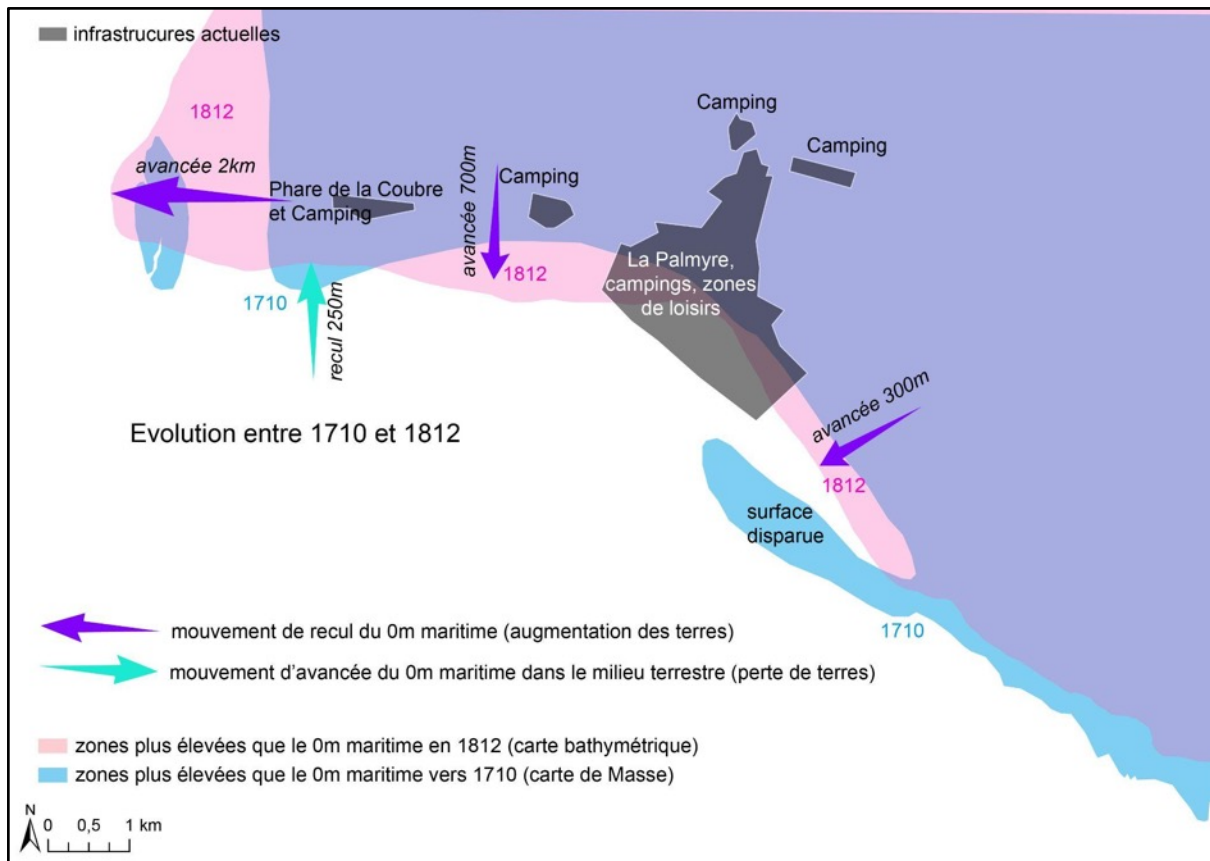 infrastrucures actuelles
1812
avancée 2km
Phare de la Coubre
et Camping
1710
recul 250m
avancée 700m
1812
Camping
Camping
Camping
La Palmyre,
campings, zones
de loisirs
avancée 300m
1812
Evolution entre 1710 et 1812
surface
disparue
1710
mouvement de recul du 0m maritime (augmentation des terres)
mouvement d'avancée du 0m maritime dans le milieu terrestre (perte de terres)
zones plus élevées que le 0m maritime en 1812 (carte bathymétrique)
zones plus élevées que le 0m maritime vers 1710 (carte de Masse)
N
0 0,5 1 km